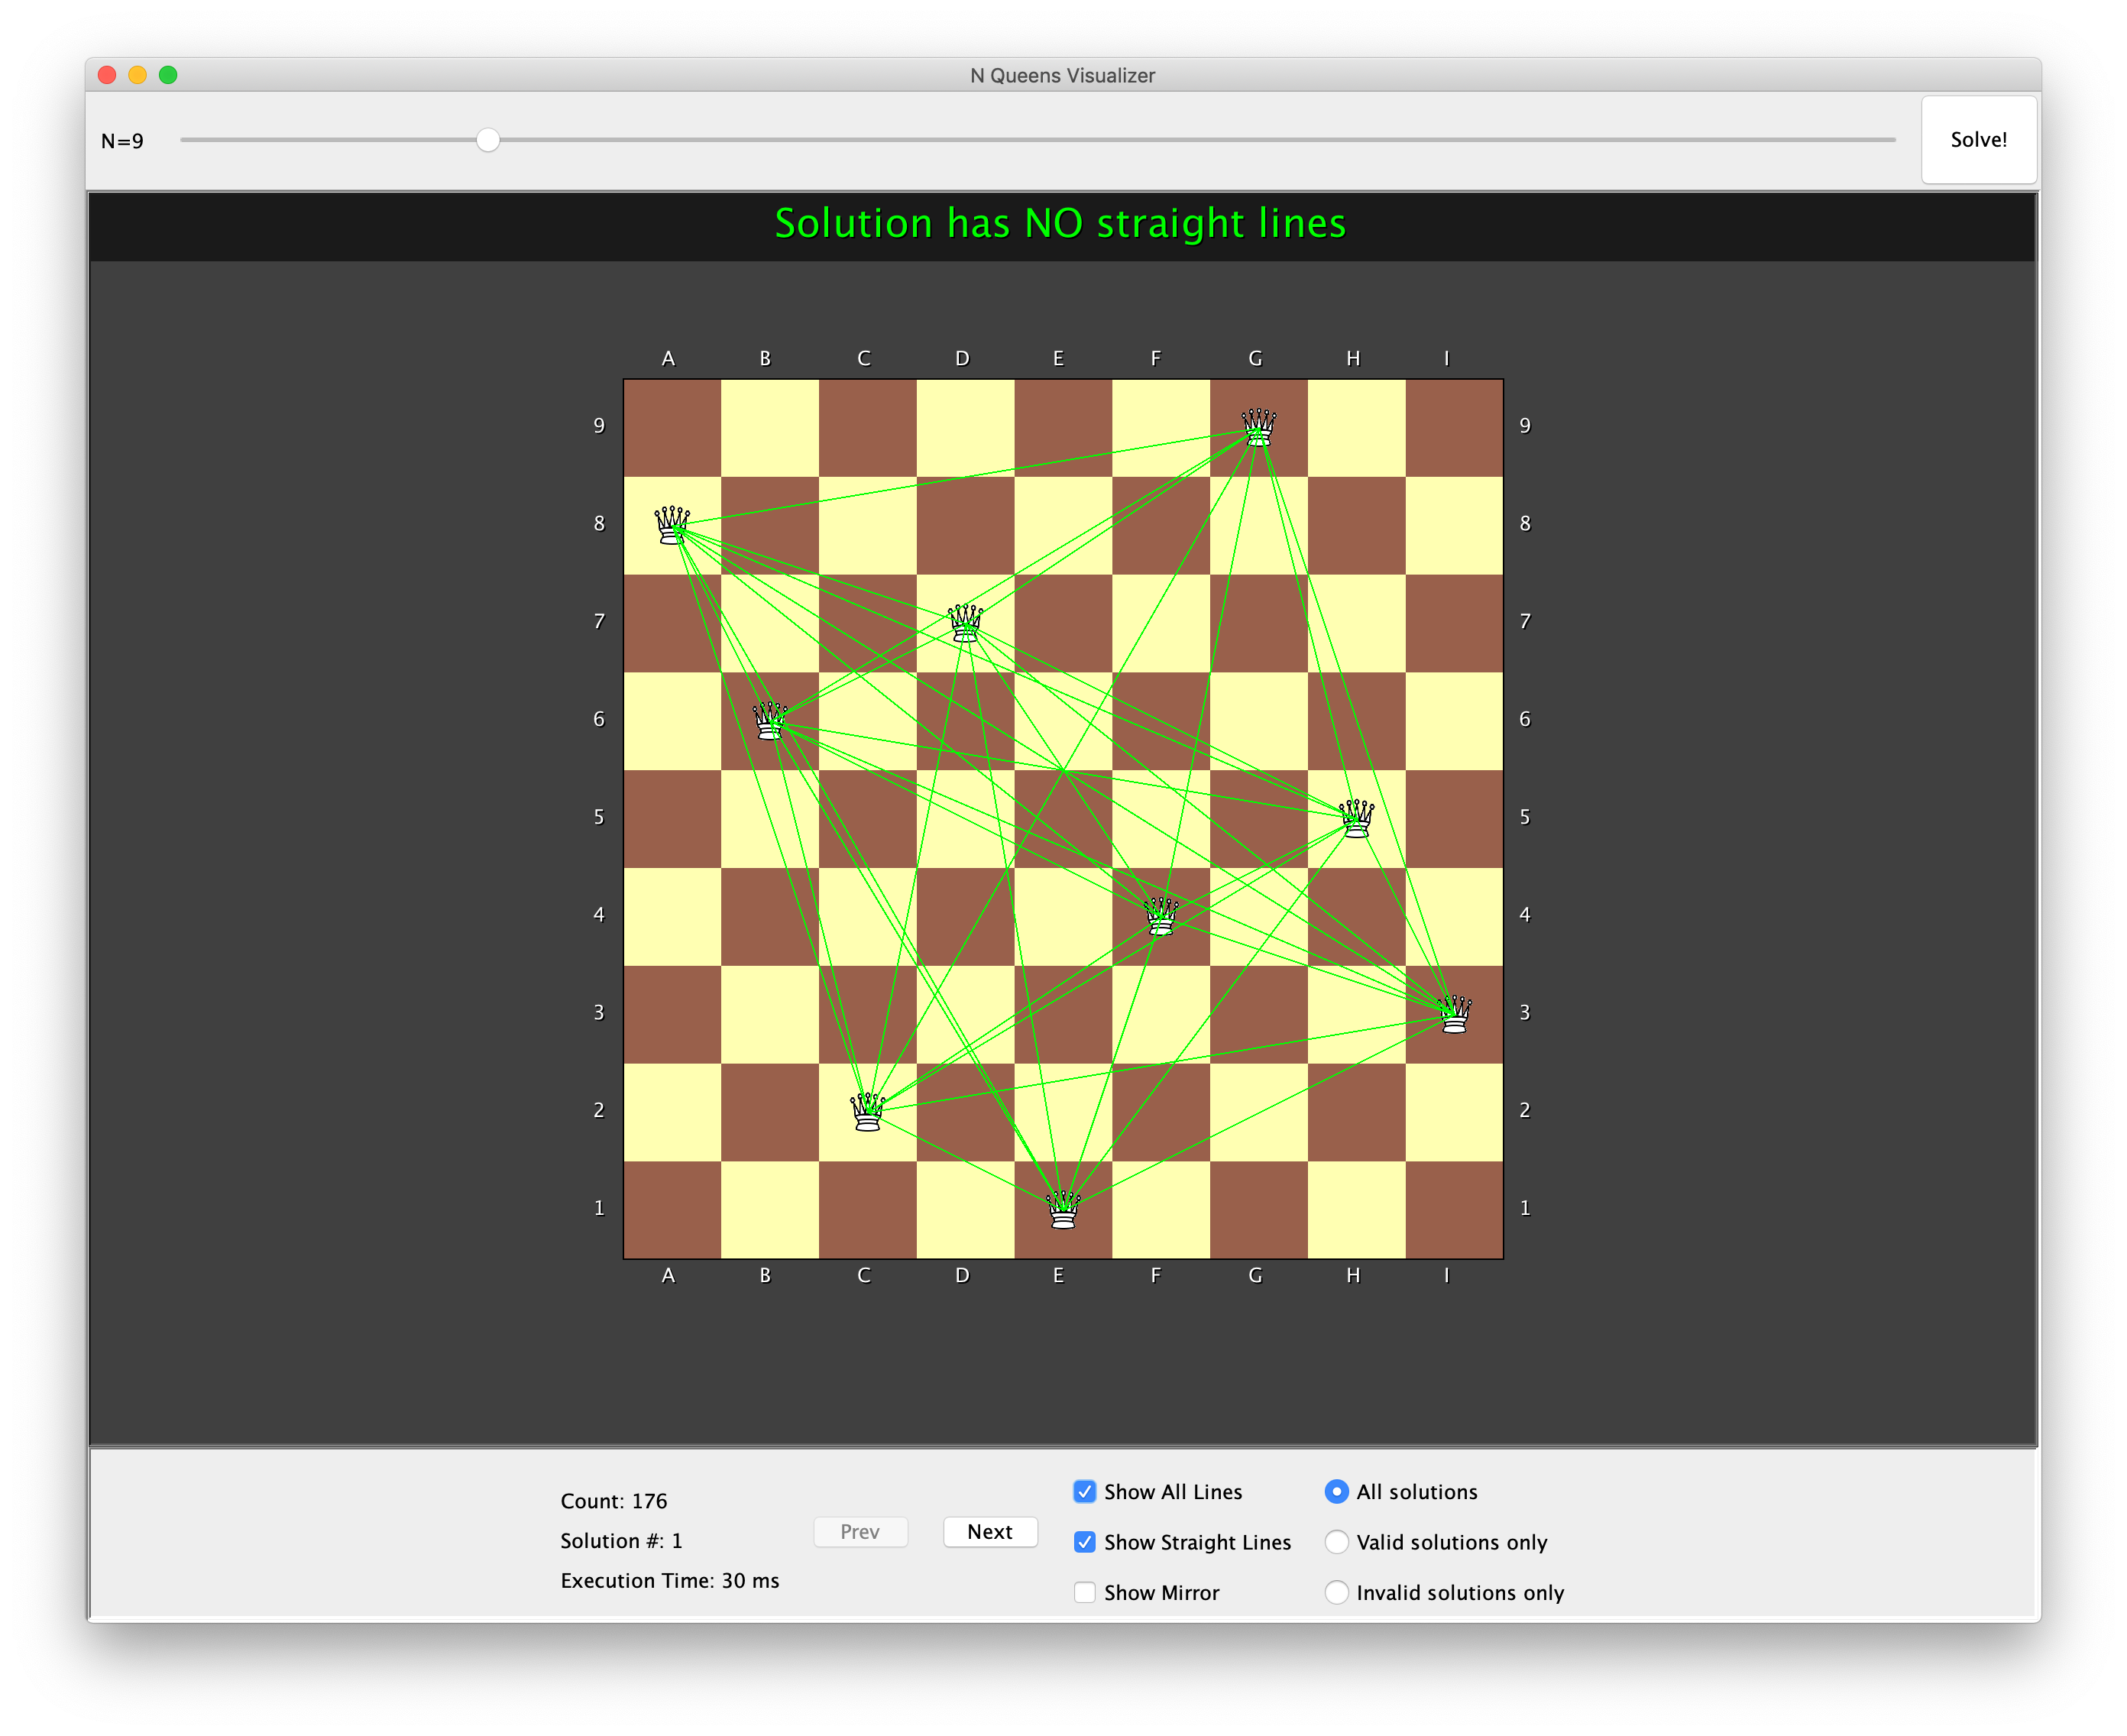 N Queens Visualizer
N=9
Solve!
Solution has NO straight lines
A B C D E F G H I
9 9
8 8
7 7
6 6
5 5
4 4
3 3
2 2
1 1
A B C D E F G H I
Count: 176
Solution #: 1
Execution Time: 30 ms
Prev
Next
Show All Lines
Show Straight Lines
Show Mirror
All solutions
Valid solutions only
Invalid solutions only